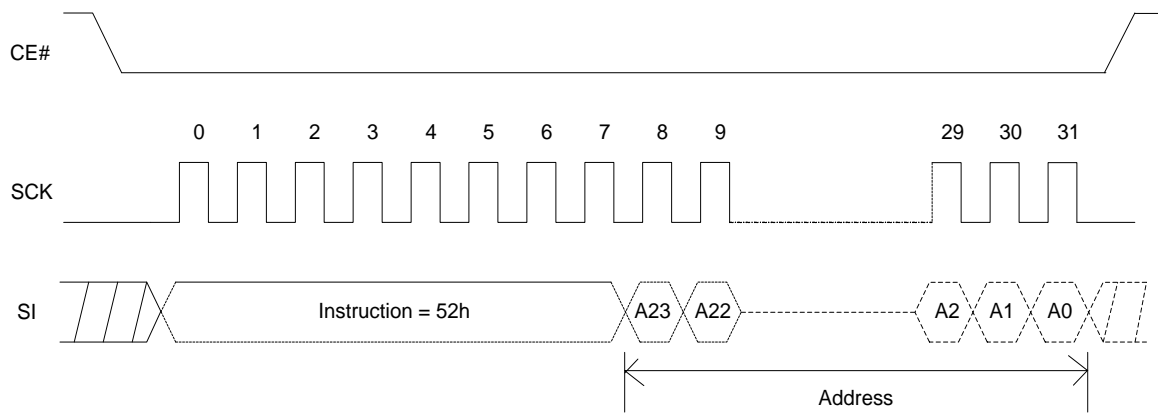 CE#
0 1 2 3 4 5 6 7 8 9 29 30 31
SCK
SI Instruction = 52h A23 A22 A2 A1 A0
Address